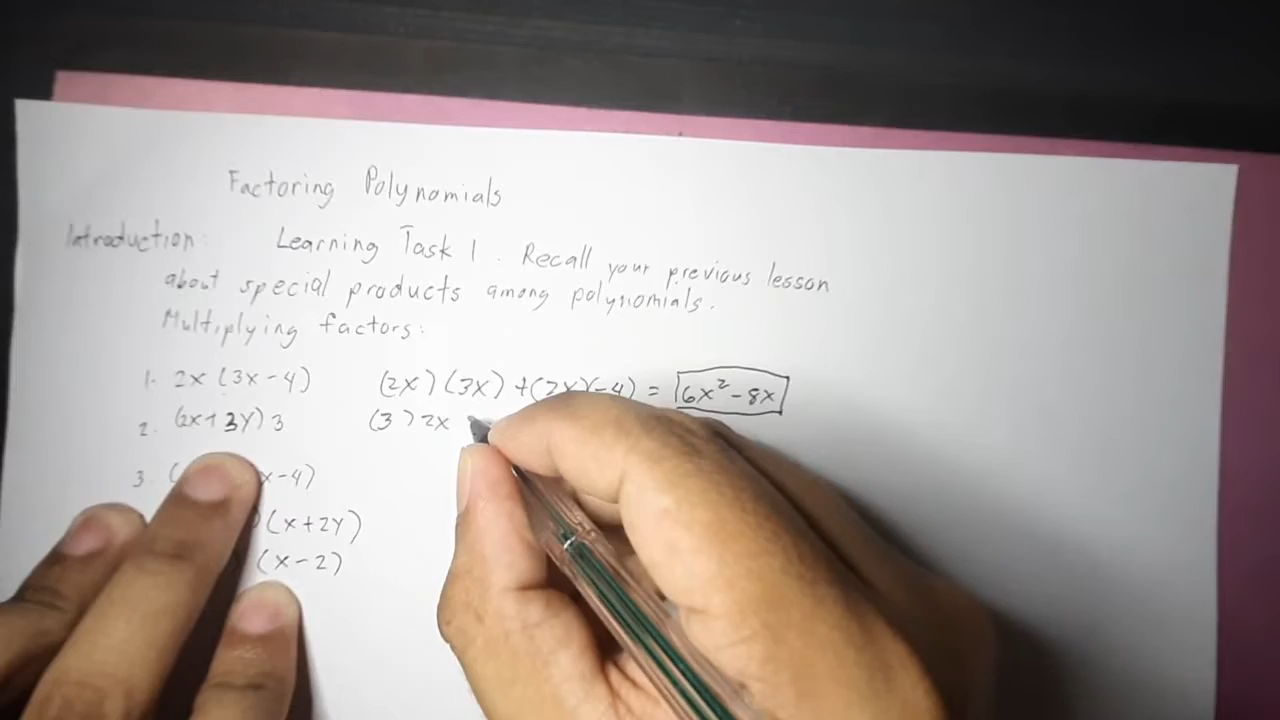 Factoring Polynomials
Introduction: Learning Task 1. Recall your previous lesson
about special products among polynomials.
Multiplying factors:
1. 2x (3x-4) (2x)(3x) +(2x)(-4) = 6x² - 8x
2. (2x+3y)3 (3)2x
3. ( x-4)
(x+2y)
(x-2)